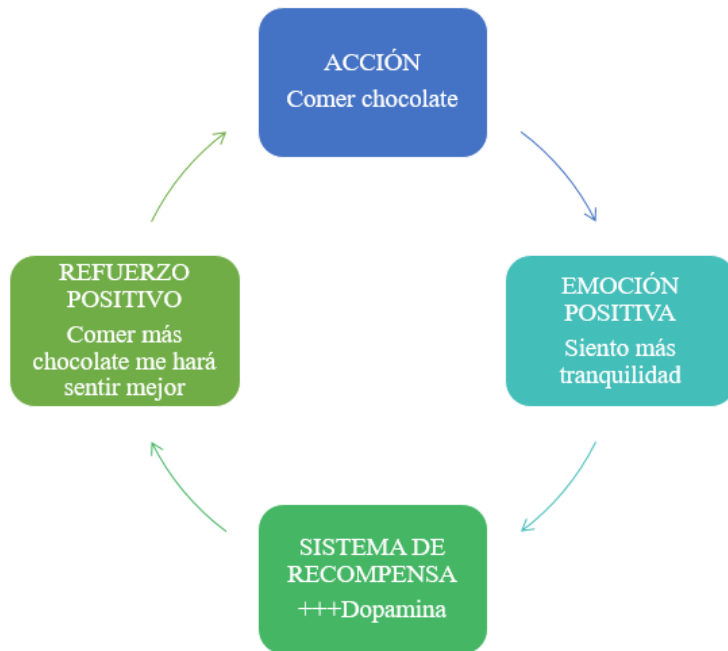 ACCIÓN
Comer chocolate
EMOCIÓN
POSITIVA
Siento más
tranquilidad
SISTEMA DE
RECOMPENSA
+++Dopamina
REFUERZO
POSITIVO
Comer más
chocolate me hará
sentir mejor